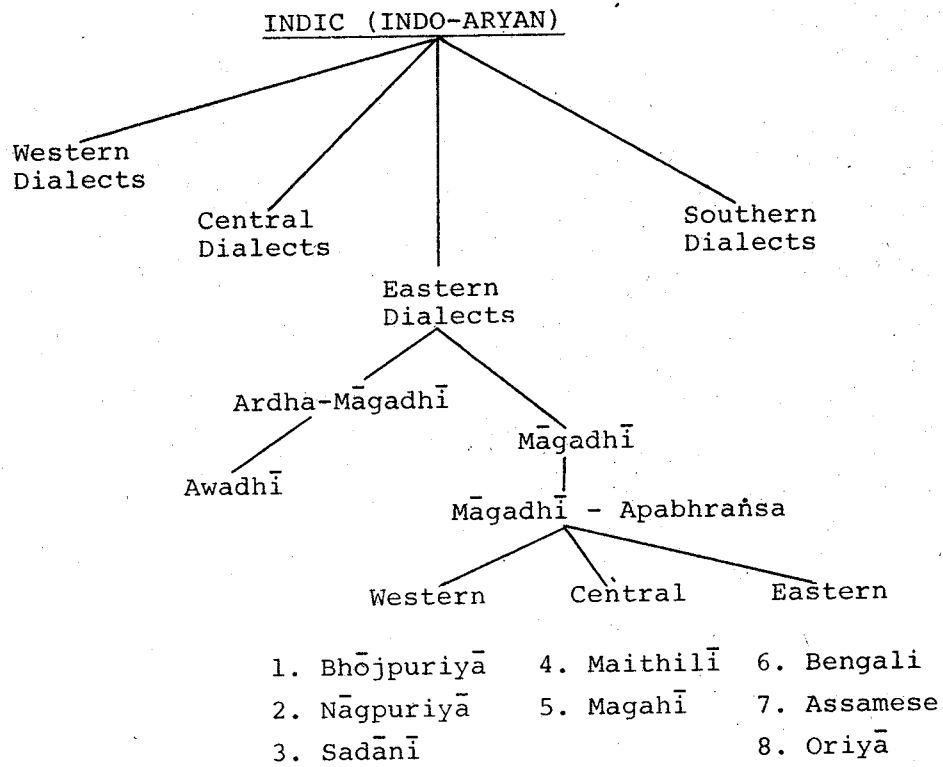 INDIC (INDO-ARYAN)
Western
Dialects
Central
Dialects
Southern
Dialects
Eastern
Dialects
Ardha-Māgadhī
Māgadhī
Awadhī
Māgadhī - Apabhraṅsa
Western Central Eastern
1. Bhōjpuriyā 4. Maithilī 6. Bengali
2. Nāgpuriyā 5. Magahī 7. Assamese
3. Sadānī 8. Oriyā